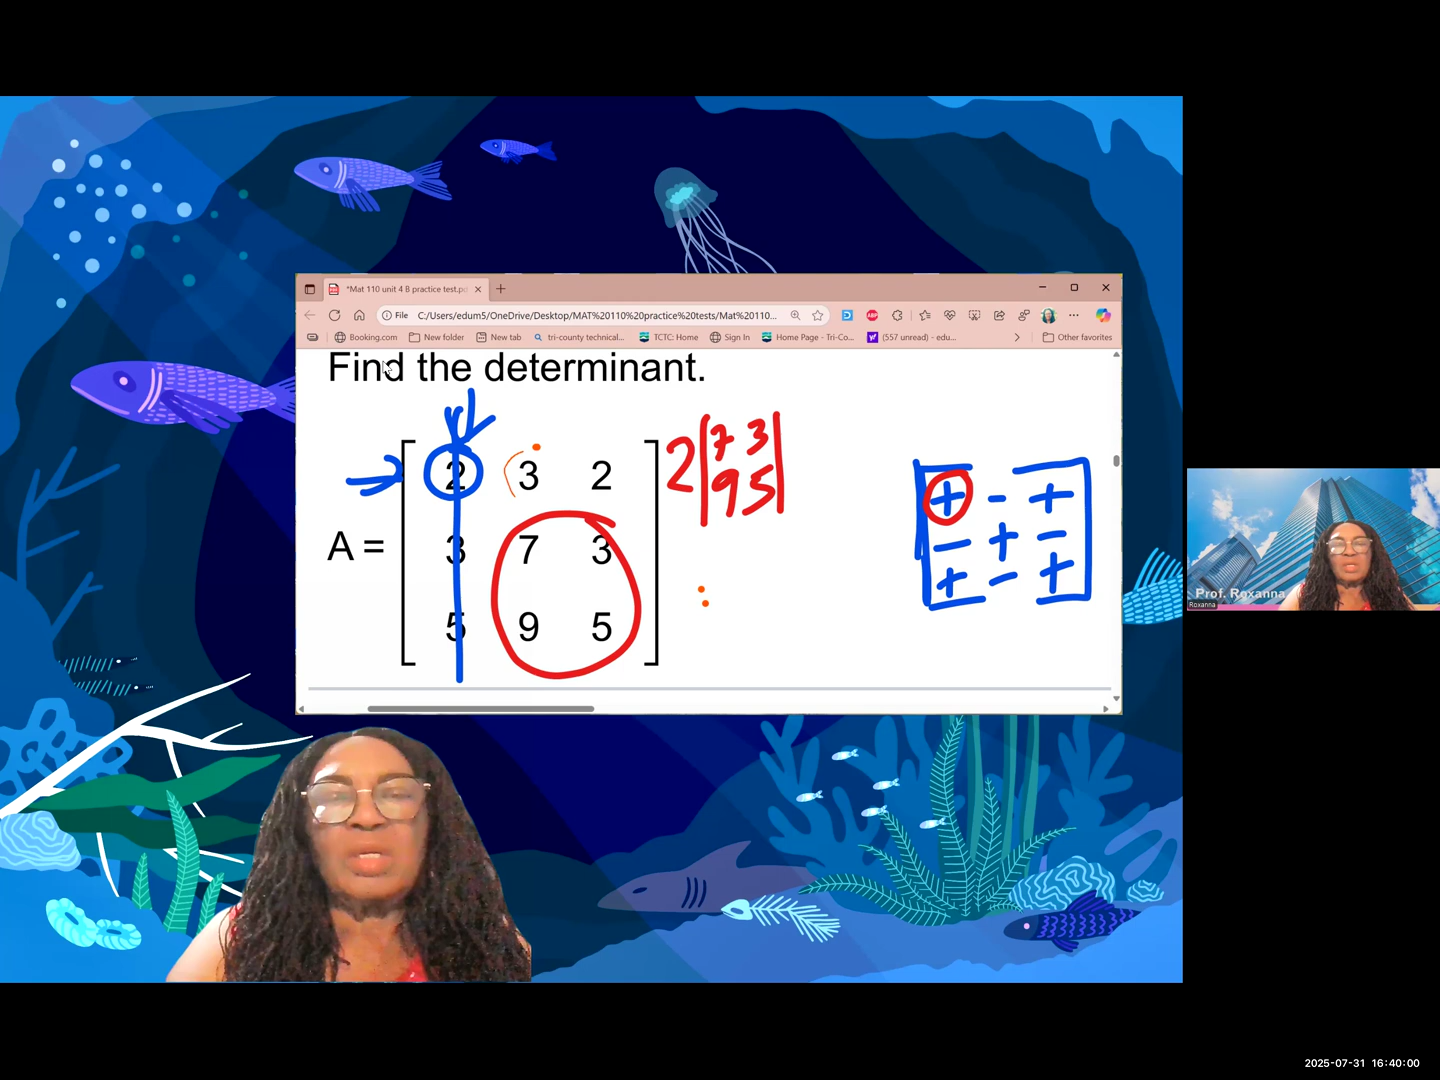 *Mat 110 unit 4 B practice test.pd
File C:/Users/edum5/OneDrive/Desktop/MAT%20110%20practice%20tests/Mat%20110...
Booking.com New folder New tab tri-county technical... TCTC: Home Sign In Home Page - Tri-Co... (557 unread) - edu... Other favorites
Find the determinant.
2 3 2
A = 3 7 3
5 9 5
2 | 7 3 |
| 9 5 |
+ - +
- + -
+ - +
Prof. Roxanna
Roxanna
2025-07-31 16:40:00